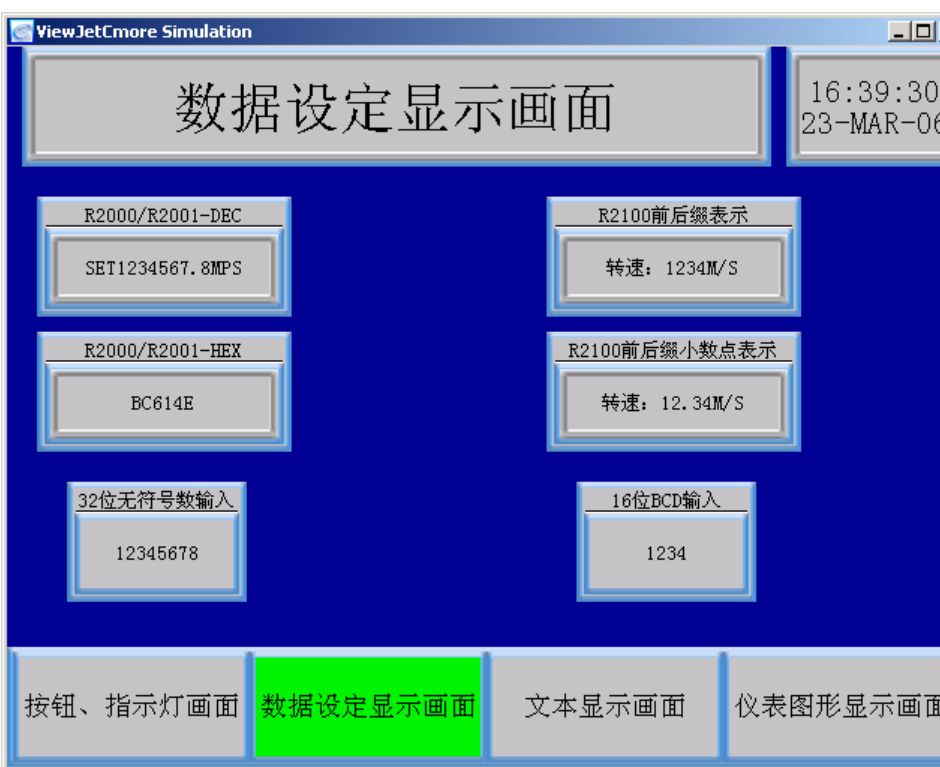 ViewJetCmore Simulation
数据设定显示画面
16:39:30
23-MAR-06
R2000/R2001-DEC
SET1234567.8MPS
R2100前后缀表示
转速：1234M/S
R2000/R2001-HEX
BC614E
R2100前后缀小数点表示
转速：12.34M/S
32位无符号数输入
12345678
16位BCD输入
1234
按钮、指示灯画面
数据设定显示画面
文本显示画面
仪表图形显示画面